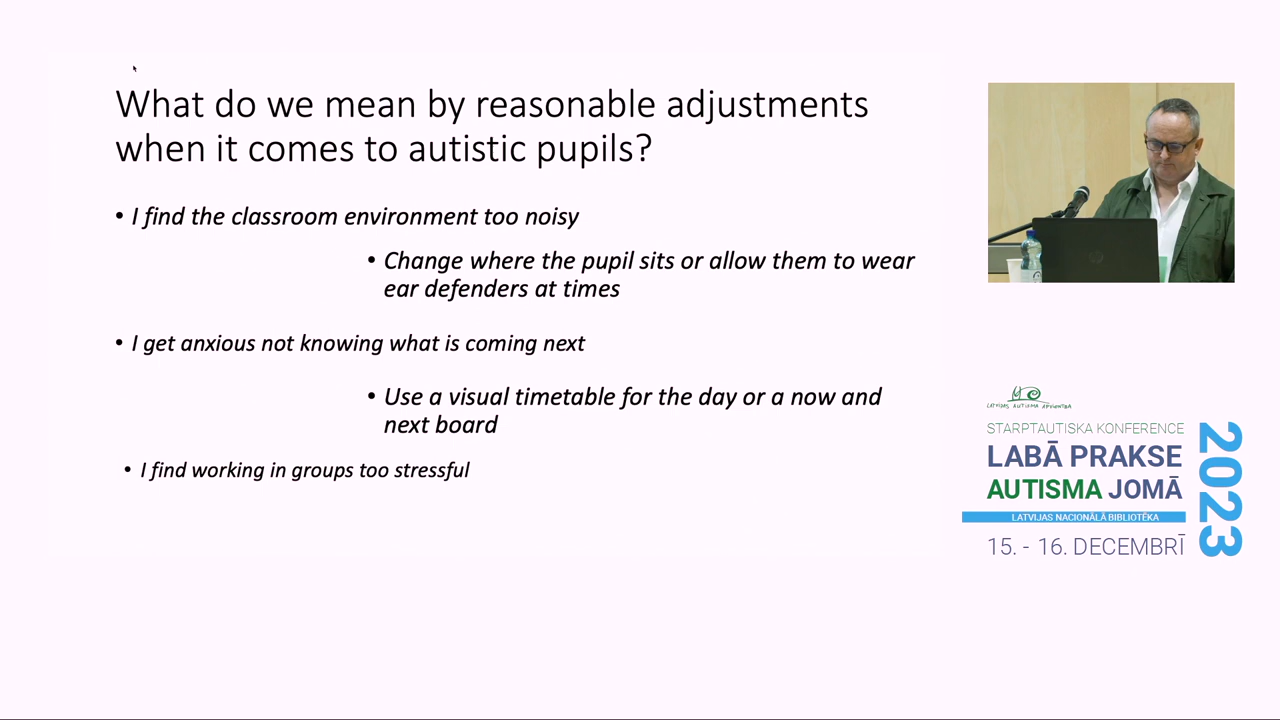 What do we mean by reasonable adjustments
when it comes to autistic pupils?
• I find the classroom environment too noisy
• Change where the pupil sits or allow them to wear
ear defenders at times
• I get anxious not knowing what is coming next
• Use a visual timetable for the day or a now and
next board
• I find working in groups too stressful
LATVIJAS AUTISMA APVIENĪBA
STARPTAUTISKA KONFERENCE
LABĀ PRAKSE
AUTISMA JOMĀ
LATVIJAS NACIONĀLĀ BIBLIOTĒKA
15. - 16. DECEMBRĪ
2023